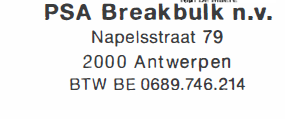 PSA Breakbulk n.v.
Napelsstraat 79
2000 Antwerpen
BTW BE 0689.746.214